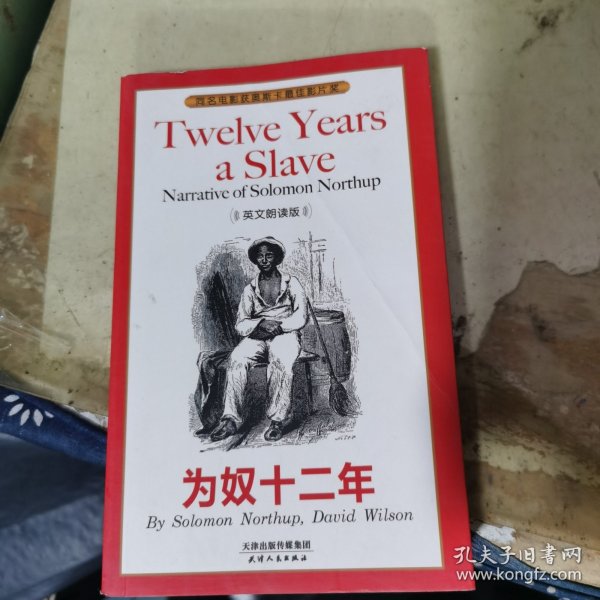 同名电影获奥斯卡最佳影片奖
Twelve Years
a Slave
Narrative of Solomon Northup
英文朗读版
为奴十二年
By Solomon Northup, David Wilson
天津出版传媒集团
天津人民出版社
孔夫子旧书网
www.kongfz.com